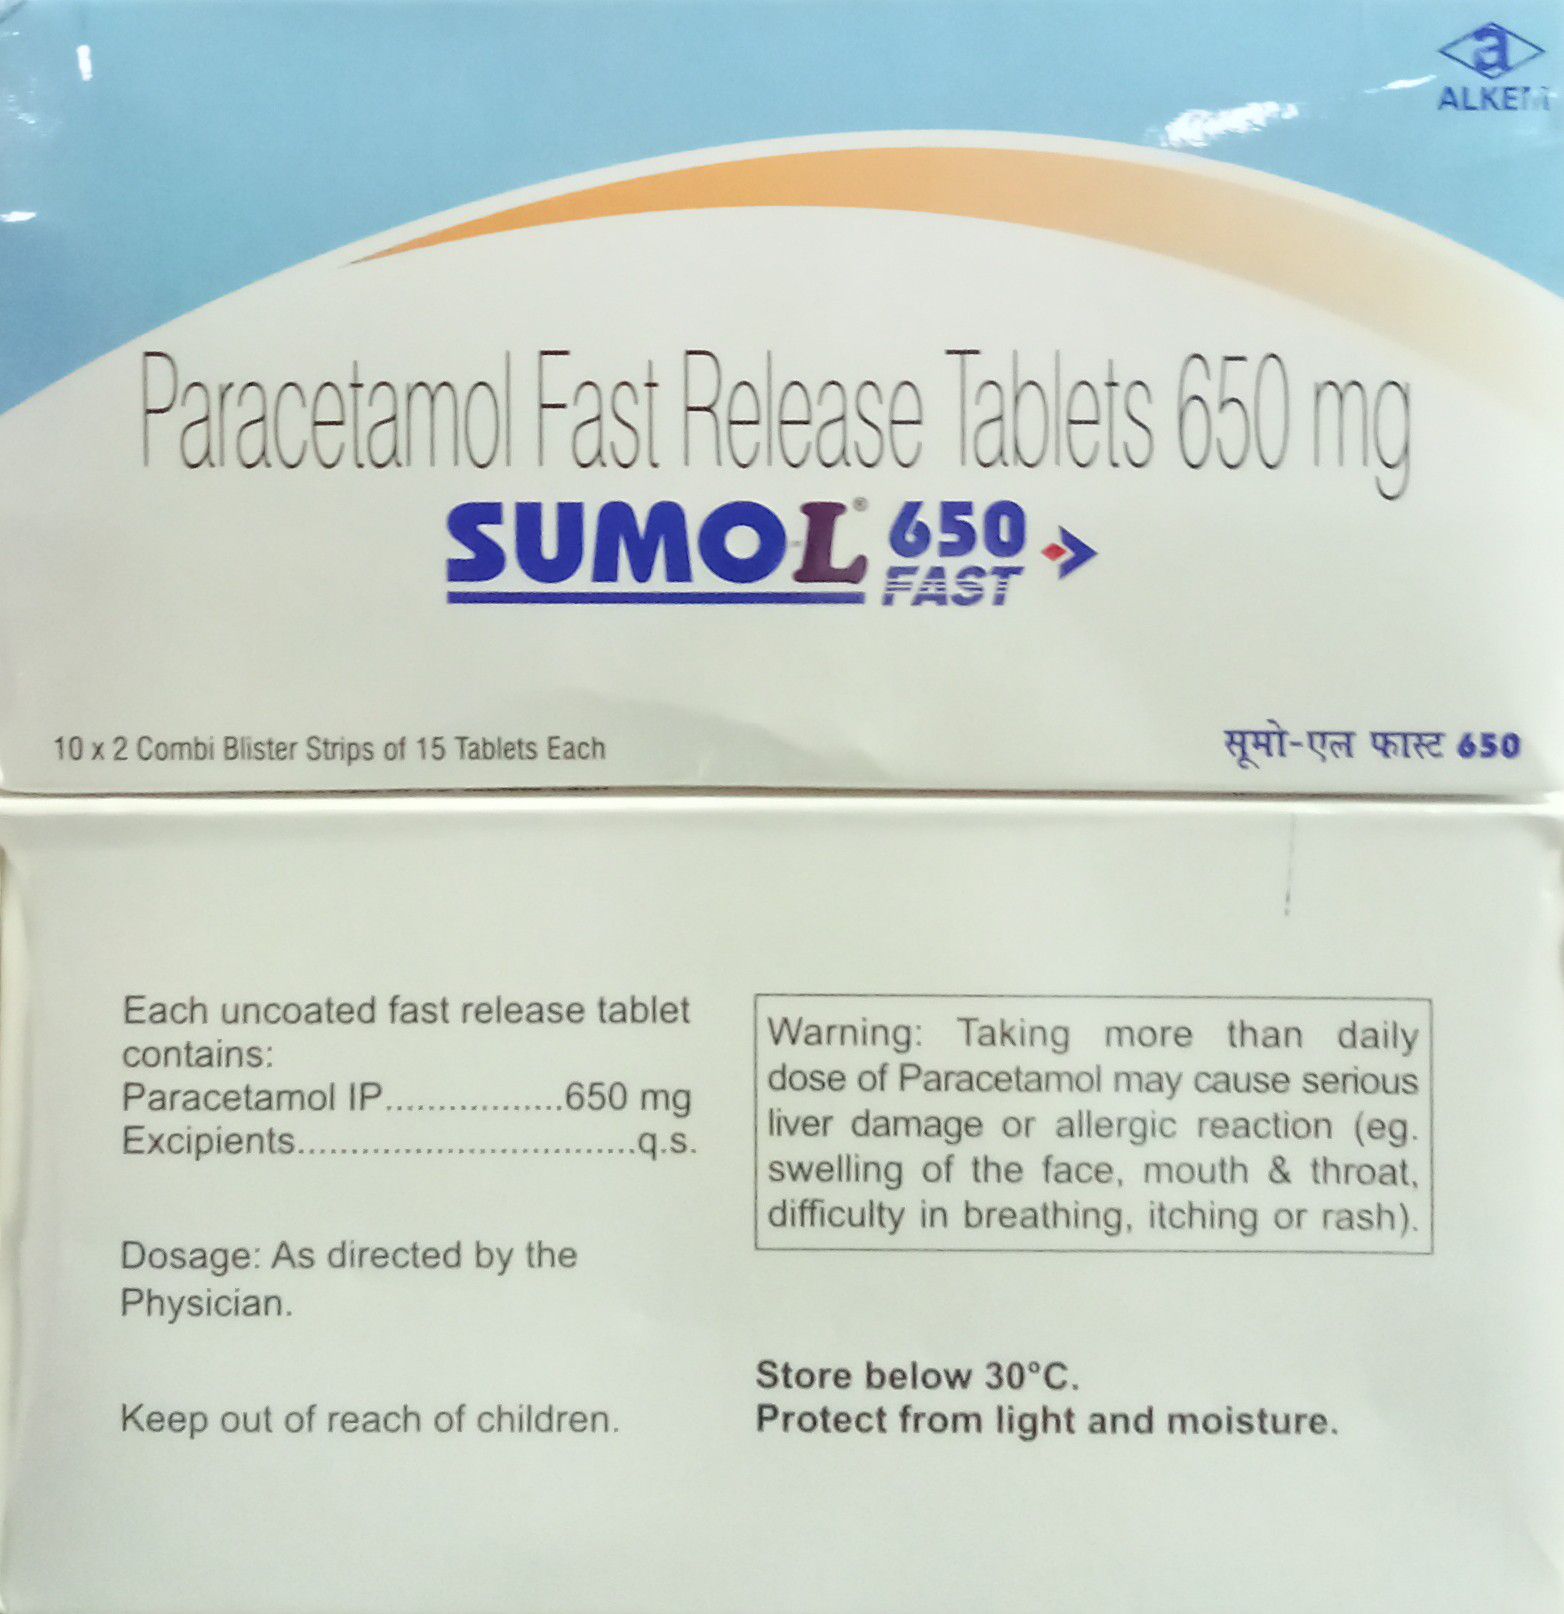 a
ALKEM
Paracetamol Fast Release Tablets 650 mg
SUMO-L® 650
FAST
10 x 2 Combi Blister Strips of 15 Tablets Each
सूमो-एल फास्ट 650
Each uncoated fast release tablet
contains:
Paracetamol IP..................650 mg
Excipients.................................q.s.
Dosage: As directed by the
Physician.
Keep out of reach of children.
Warning: Taking more than daily
dose of Paracetamol may cause serious
liver damage or allergic reaction (eg.
swelling of the face, mouth & throat,
difficulty in breathing, itching or rash).
Store below 30°C.
Protect from light and moisture.